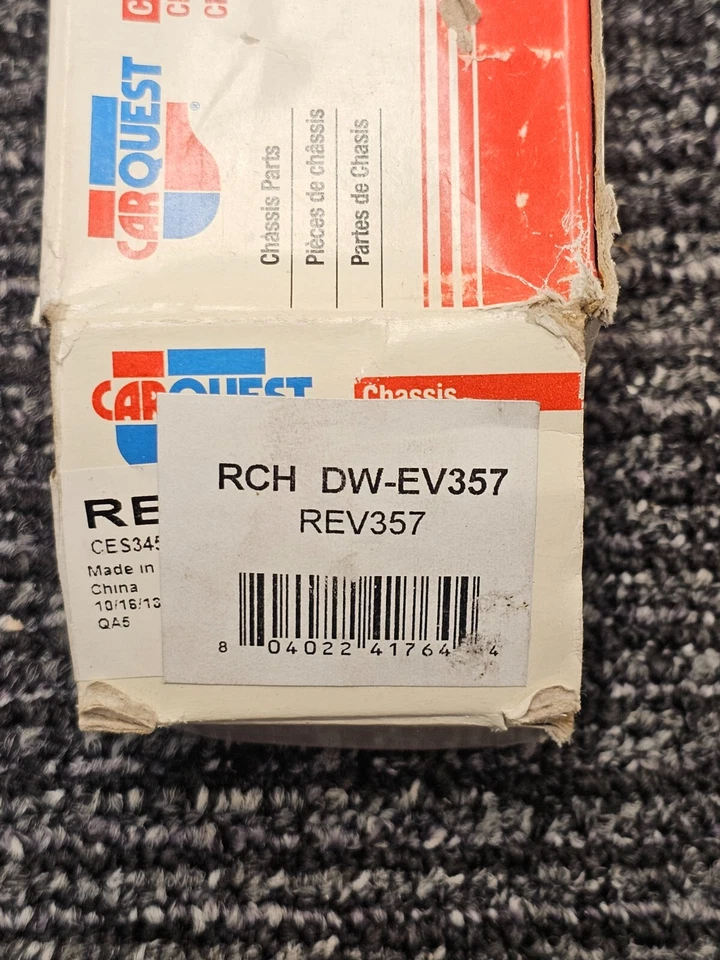 CARQUEST
®
Chassis Parts
Pièces de châssis
Partes de Chasis
CARQUEST
Chassis
RCH DW-EV357
REV357
RE
CES345
Made in
China
10/16/13
QA5
8 04022 41764 4